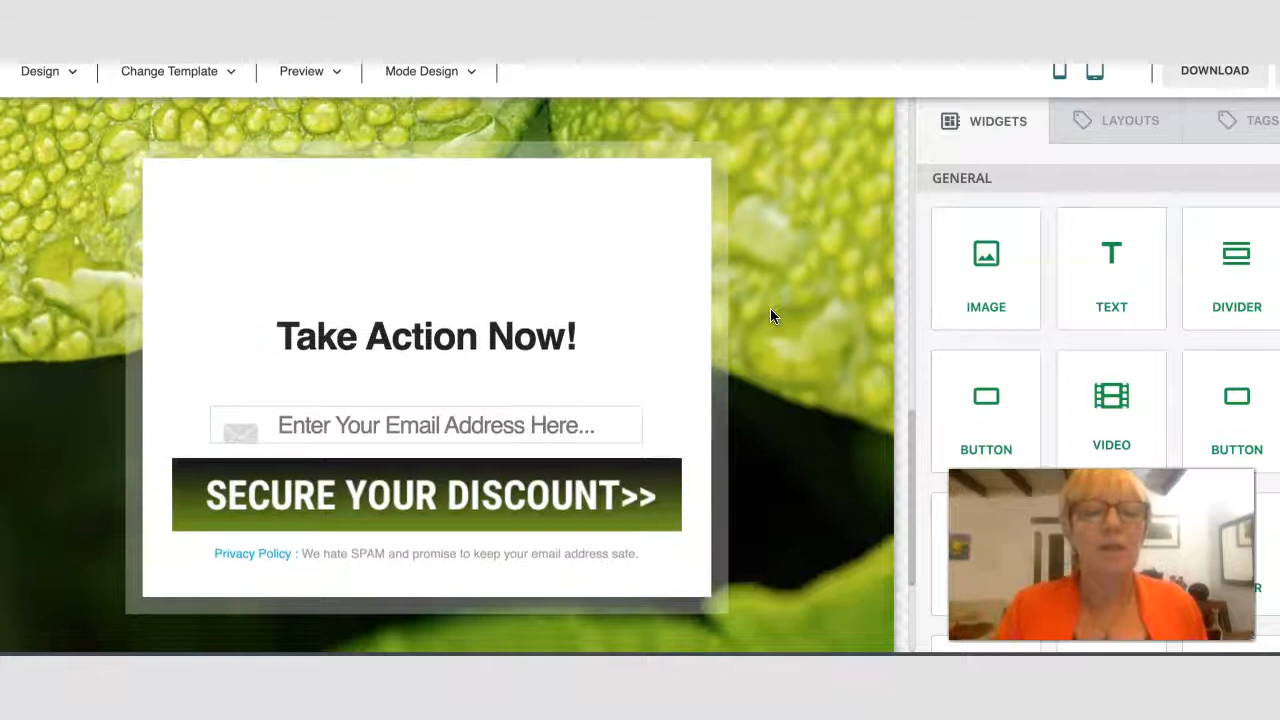 Design
Change Template
Preview
Mode Design
DOWNLOAD
WIDGETS
LAYOUTS
TAGS
GENERAL
IMAGE
TEXT
DIVIDER
BUTTON
VIDEO
BUTTON
R
Take Action Now!
Enter Your Email Address Here...
SECURE YOUR DISCOUNT>>
Privacy Policy : We hate SPAM and promise to keep your email address safe.